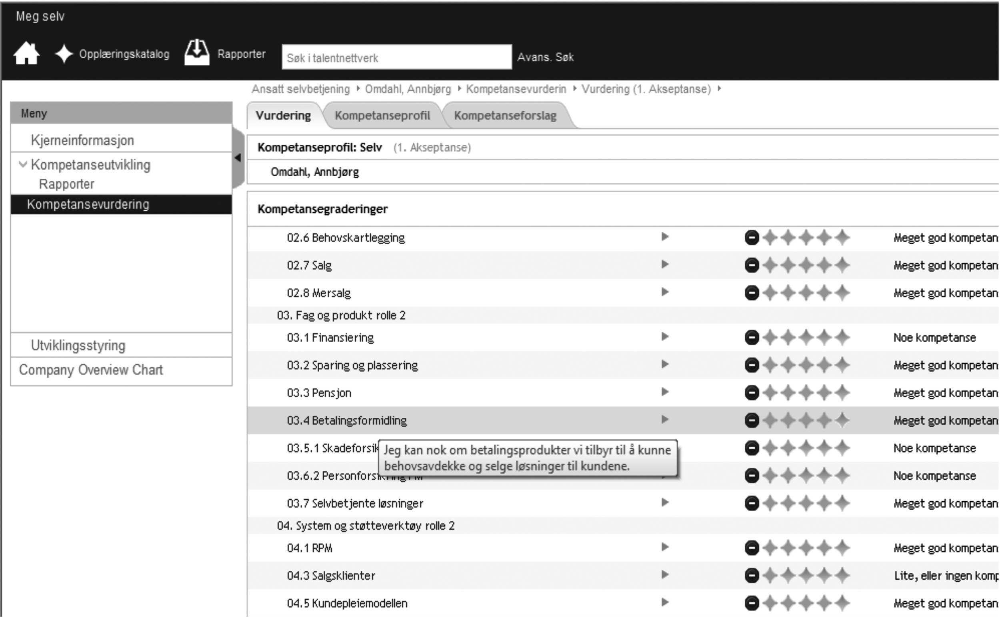 Meg selv
Opplæringskatalog Rapporter Søk i talentnettverk Avans. Søk
Ansatt selvbetjening Omdahl, Annbjørg Kompetansevurderin Vurdering (1. Akseptanse)
Meny
Kjerneinformasjon
Kompetanseutvikling
Rapporter
Kompetansevurdering
Utviklingsstyring
Company Overview Chart
Vurdering Kompetanseprofil Kompetanseforslag
Kompetanseprofil: Selv (1. Akseptanse)
Omdahl, Annbjørg
Kompetansegraderinger
02.6 Behovskartlegging Meget god kompetan
02.7 Salg Meget god kompetan
02.8 Mersalg Meget god kompetan
03. Fag og produkt rolle 2
03.1 Finansiering Noe kompetanse
03.2 Sparing og plassering Meget god kompetan
03.3 Pensjon Meget god kompetan
03.4 Betalingsformidling Meget god kompetan
03.5.1 Skadeforsik Noe kompetanse
Jeg kan nok om betalingsprodukter vi tilbyr til å kunne
behovsavdekke og selge løsninger til kundene.
03.6.2 Personforsikring PM Noe kompetanse
03.7 Selvbetjente løsninger Meget god kompetan
04. System og støtteverktøy rolle 2
04.1 RPM Meget god kompetan
04.3 Salgsklienter Lite, eller ingen komp
04.5 Kundepleiemodellen Meget god kompetan